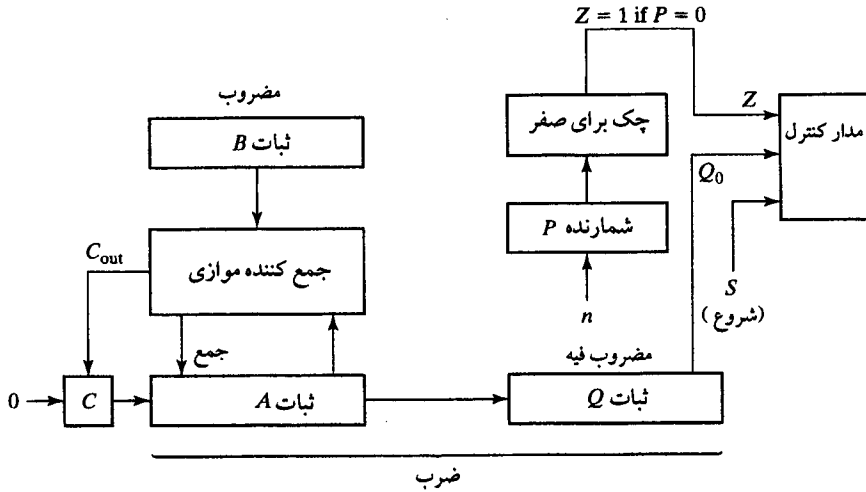 Z = 1 if P = 0
مضروب
ثبات B
چک برای صفر
Z
مدار کنترل
Q0
شمارنده P
Cout
جمع کننده موازی
S
(شروع)
n
جمع
مضروب فیه
0
C
ثبات A
ثبات Q
ضرب